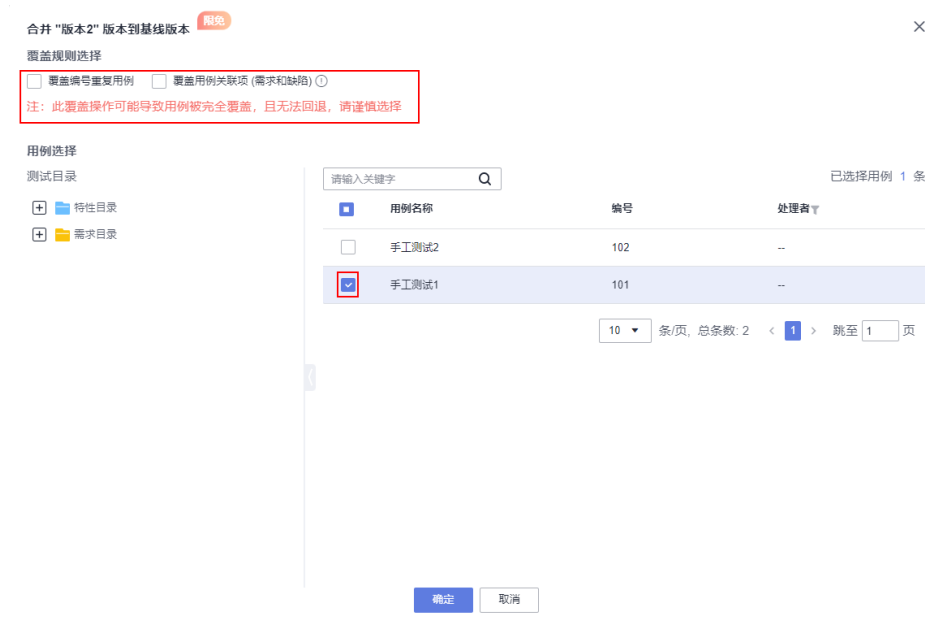 合并 "版本2" 版本到基线版本 限免
覆盖规则选择
覆盖编号重复用例 覆盖用例关联项 (需求和缺陷)
注：此覆盖操作可能导致用例被完全覆盖，且无法回退，请谨慎选择
用例选择
测试目录
特性目录
需求目录
请输入关键字 已选择用例 1 条
用例名称 编号 处理者
手工测试2 102 --
手工测试1 101 --
10 条/页, 总条数: 2 < 1 > 跳至 1 页
确定 取消